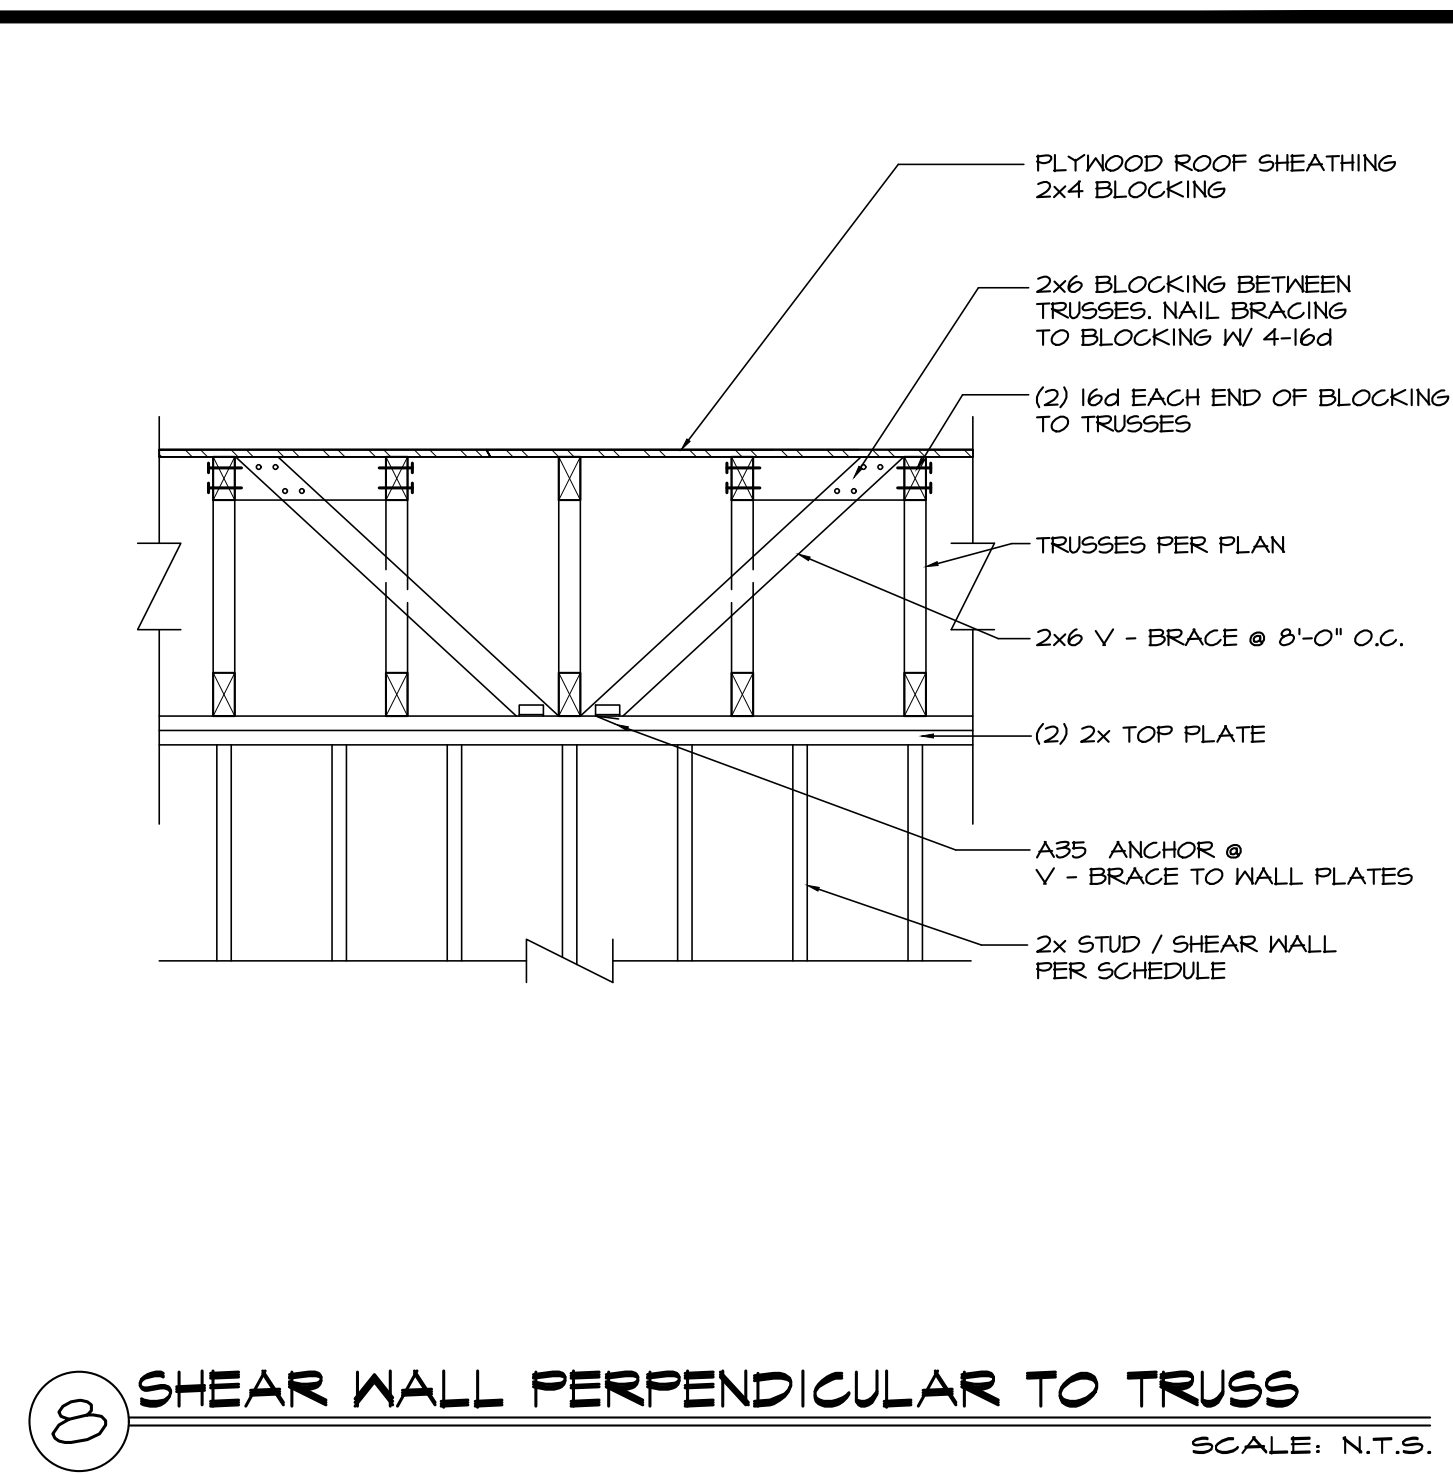 PLYWOOD ROOF SHEATHING
2x4 BLOCKING
2x6 BLOCKING BETWEEN
TRUSSES. NAIL BRACING
TO BLOCKING W/ 4-16d
(2) 16d EACH END OF BLOCKING
TO TRUSSES
TRUSSES PER PLAN
2x6 V - BRACE @ 8'-0" O.C.
(2) 2x TOP PLATE
A35 ANCHOR @
V - BRACE TO WALL PLATES
2x STUD / SHEAR WALL
PER SCHEDULE
8 SHEAR WALL PERPENDICULAR TO TRUSS
SCALE: N.T.S.